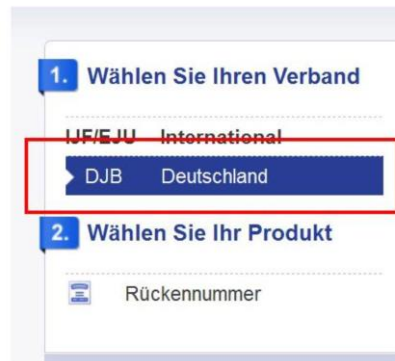 1. Wählen Sie Ihren Verband
IJF/EJU International
DJB Deutschland
2. Wählen Sie Ihr Produkt
Rückennummer